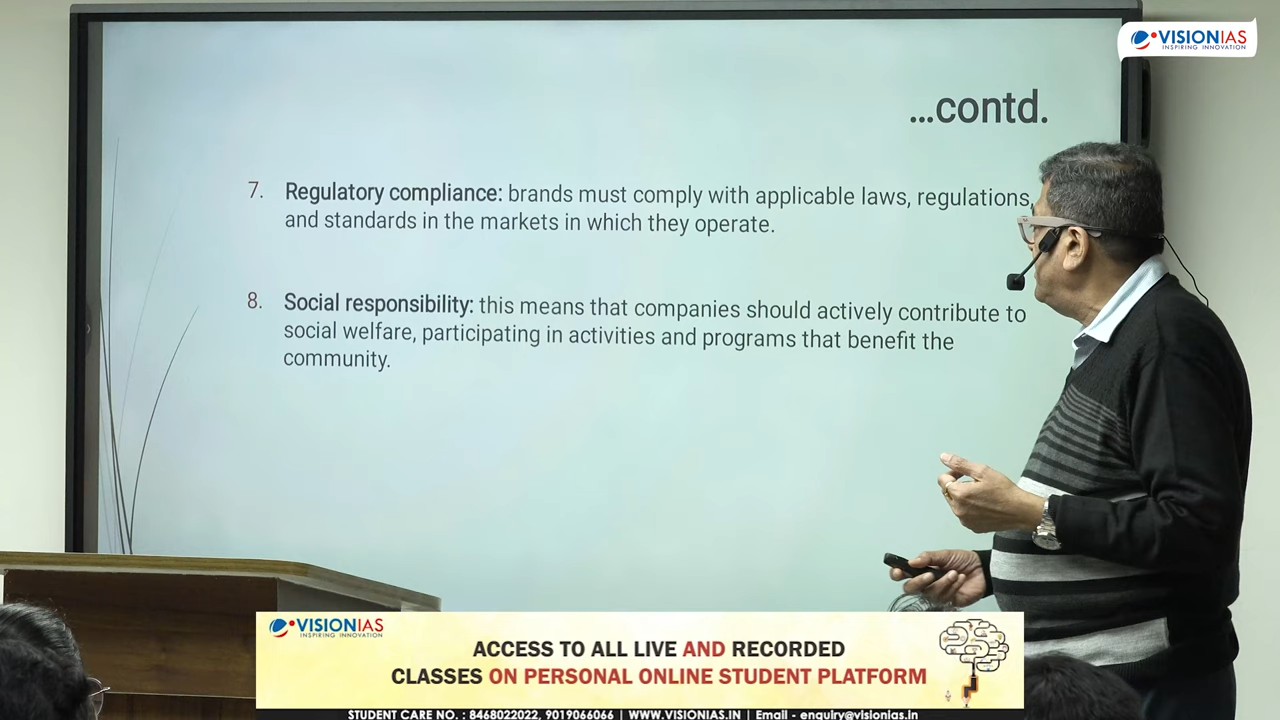 VISIONIAS
INSPIRING INNOVATION
...contd.
7. Regulatory compliance: brands must comply with applicable laws, regulations,
and standards in the markets in which they operate.
8. Social responsibility: this means that companies should actively contribute to
social welfare, participating in activities and programs that benefit the
community.
VISIONIAS
INSPIRING INNOVATION
ACCESS TO ALL LIVE AND RECORDED
CLASSES ON PERSONAL ONLINE STUDENT PLATFORM
STUDENT CARE NO. : 8468022022, 9019066066 | WWW.VISIONIAS.IN | Email - enquiry@visionias.in